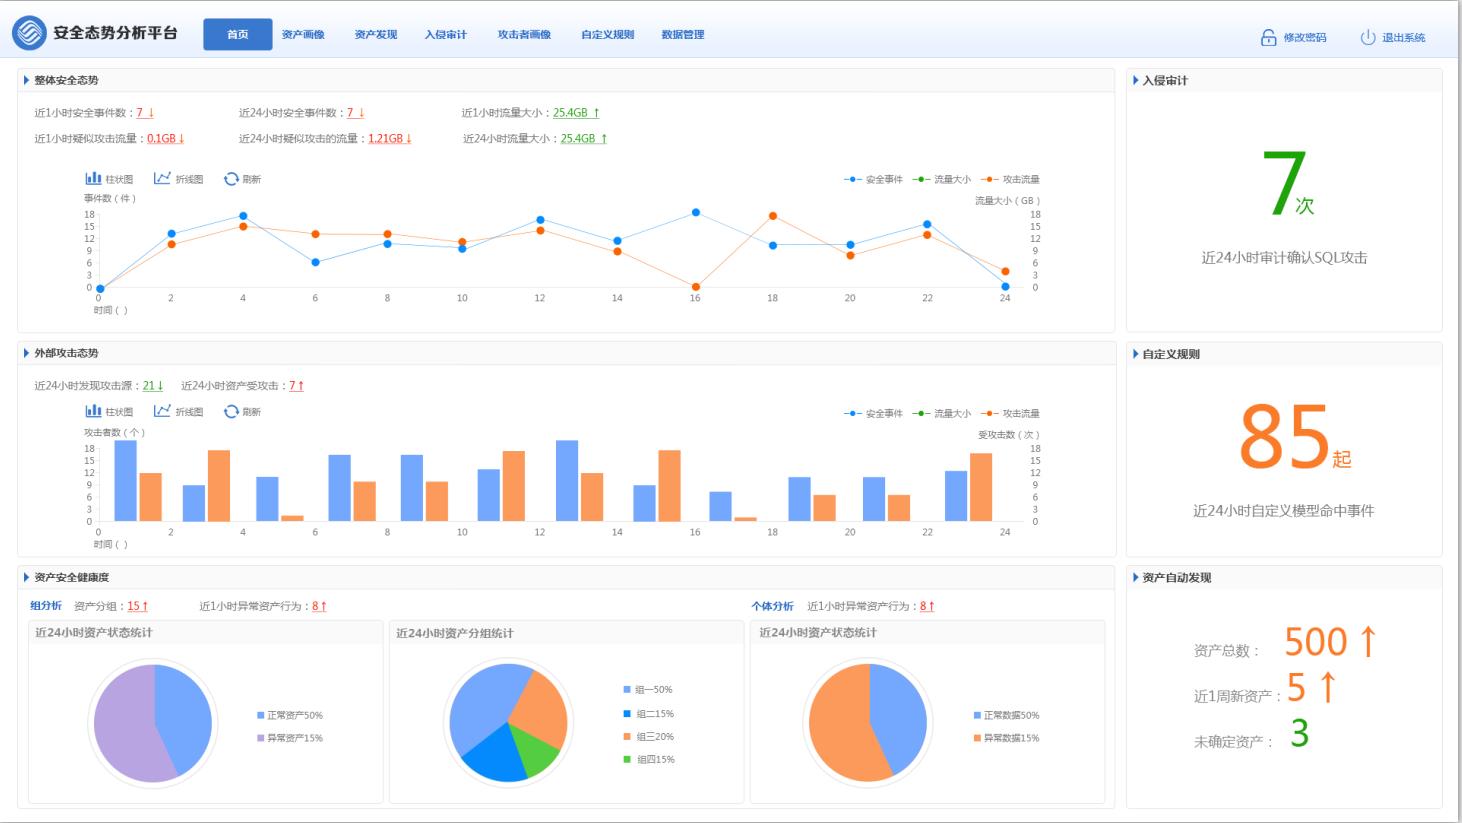 安全态势分析平台
首页 资产画像 资产发现 入侵审计 攻击者画像 自定义规则 数据管理
修改密码 退出系统
整体安全态势
近1小时安全事件数：7 ↓ 近24小时安全事件数：7 ↓ 近1小时流量大小：25.4GB ↑
近1小时疑似攻击流量：0.1GB↓ 近24小时疑似攻击的流量：1.21GB↓ 近24小时流量大小：25.4GB ↑
柱状图 折线图 刷新
安全事件 流量大小 攻击流量
事件数（件） 流量大小（GB）
18 18
15 15
12 12
9 9
6 6
3 3
0 0
0 2 4 6 8 10 12 14 16 18 20 22 24
时间（ ）
入侵审计
7次
近24小时审计确认SQL攻击
外部攻击态势
近24小时发现攻击源：21↓ 近24小时资产受攻击：7↑
柱状图 折线图 刷新
安全事件 流量大小 攻击流量
攻击者数（个） 受攻击数（次）
18 18
15 15
12 12
9 9
6 6
3 3
0 0
0 2 4 6 8 10 12 14 16 18 20 22 24
时间（ ）
自定义规则
85起
近24小时自定义模型命中事件
资产安全健康度
组分析 资产分组：15↑ 近1小时异常资产行为：8↑
个体分析 近1小时异常资产行为：8↑
近24小时资产状态统计
正常资产50%
异常资产15%
近24小时资产分组统计
组一50%
组二15%
组三20%
组四15%
近24小时资产状态统计
正常数据50%
异常数据15%
资产自动发现
资产总数： 500 ↑
近1周新资产：5 ↑
未确定资产： 3